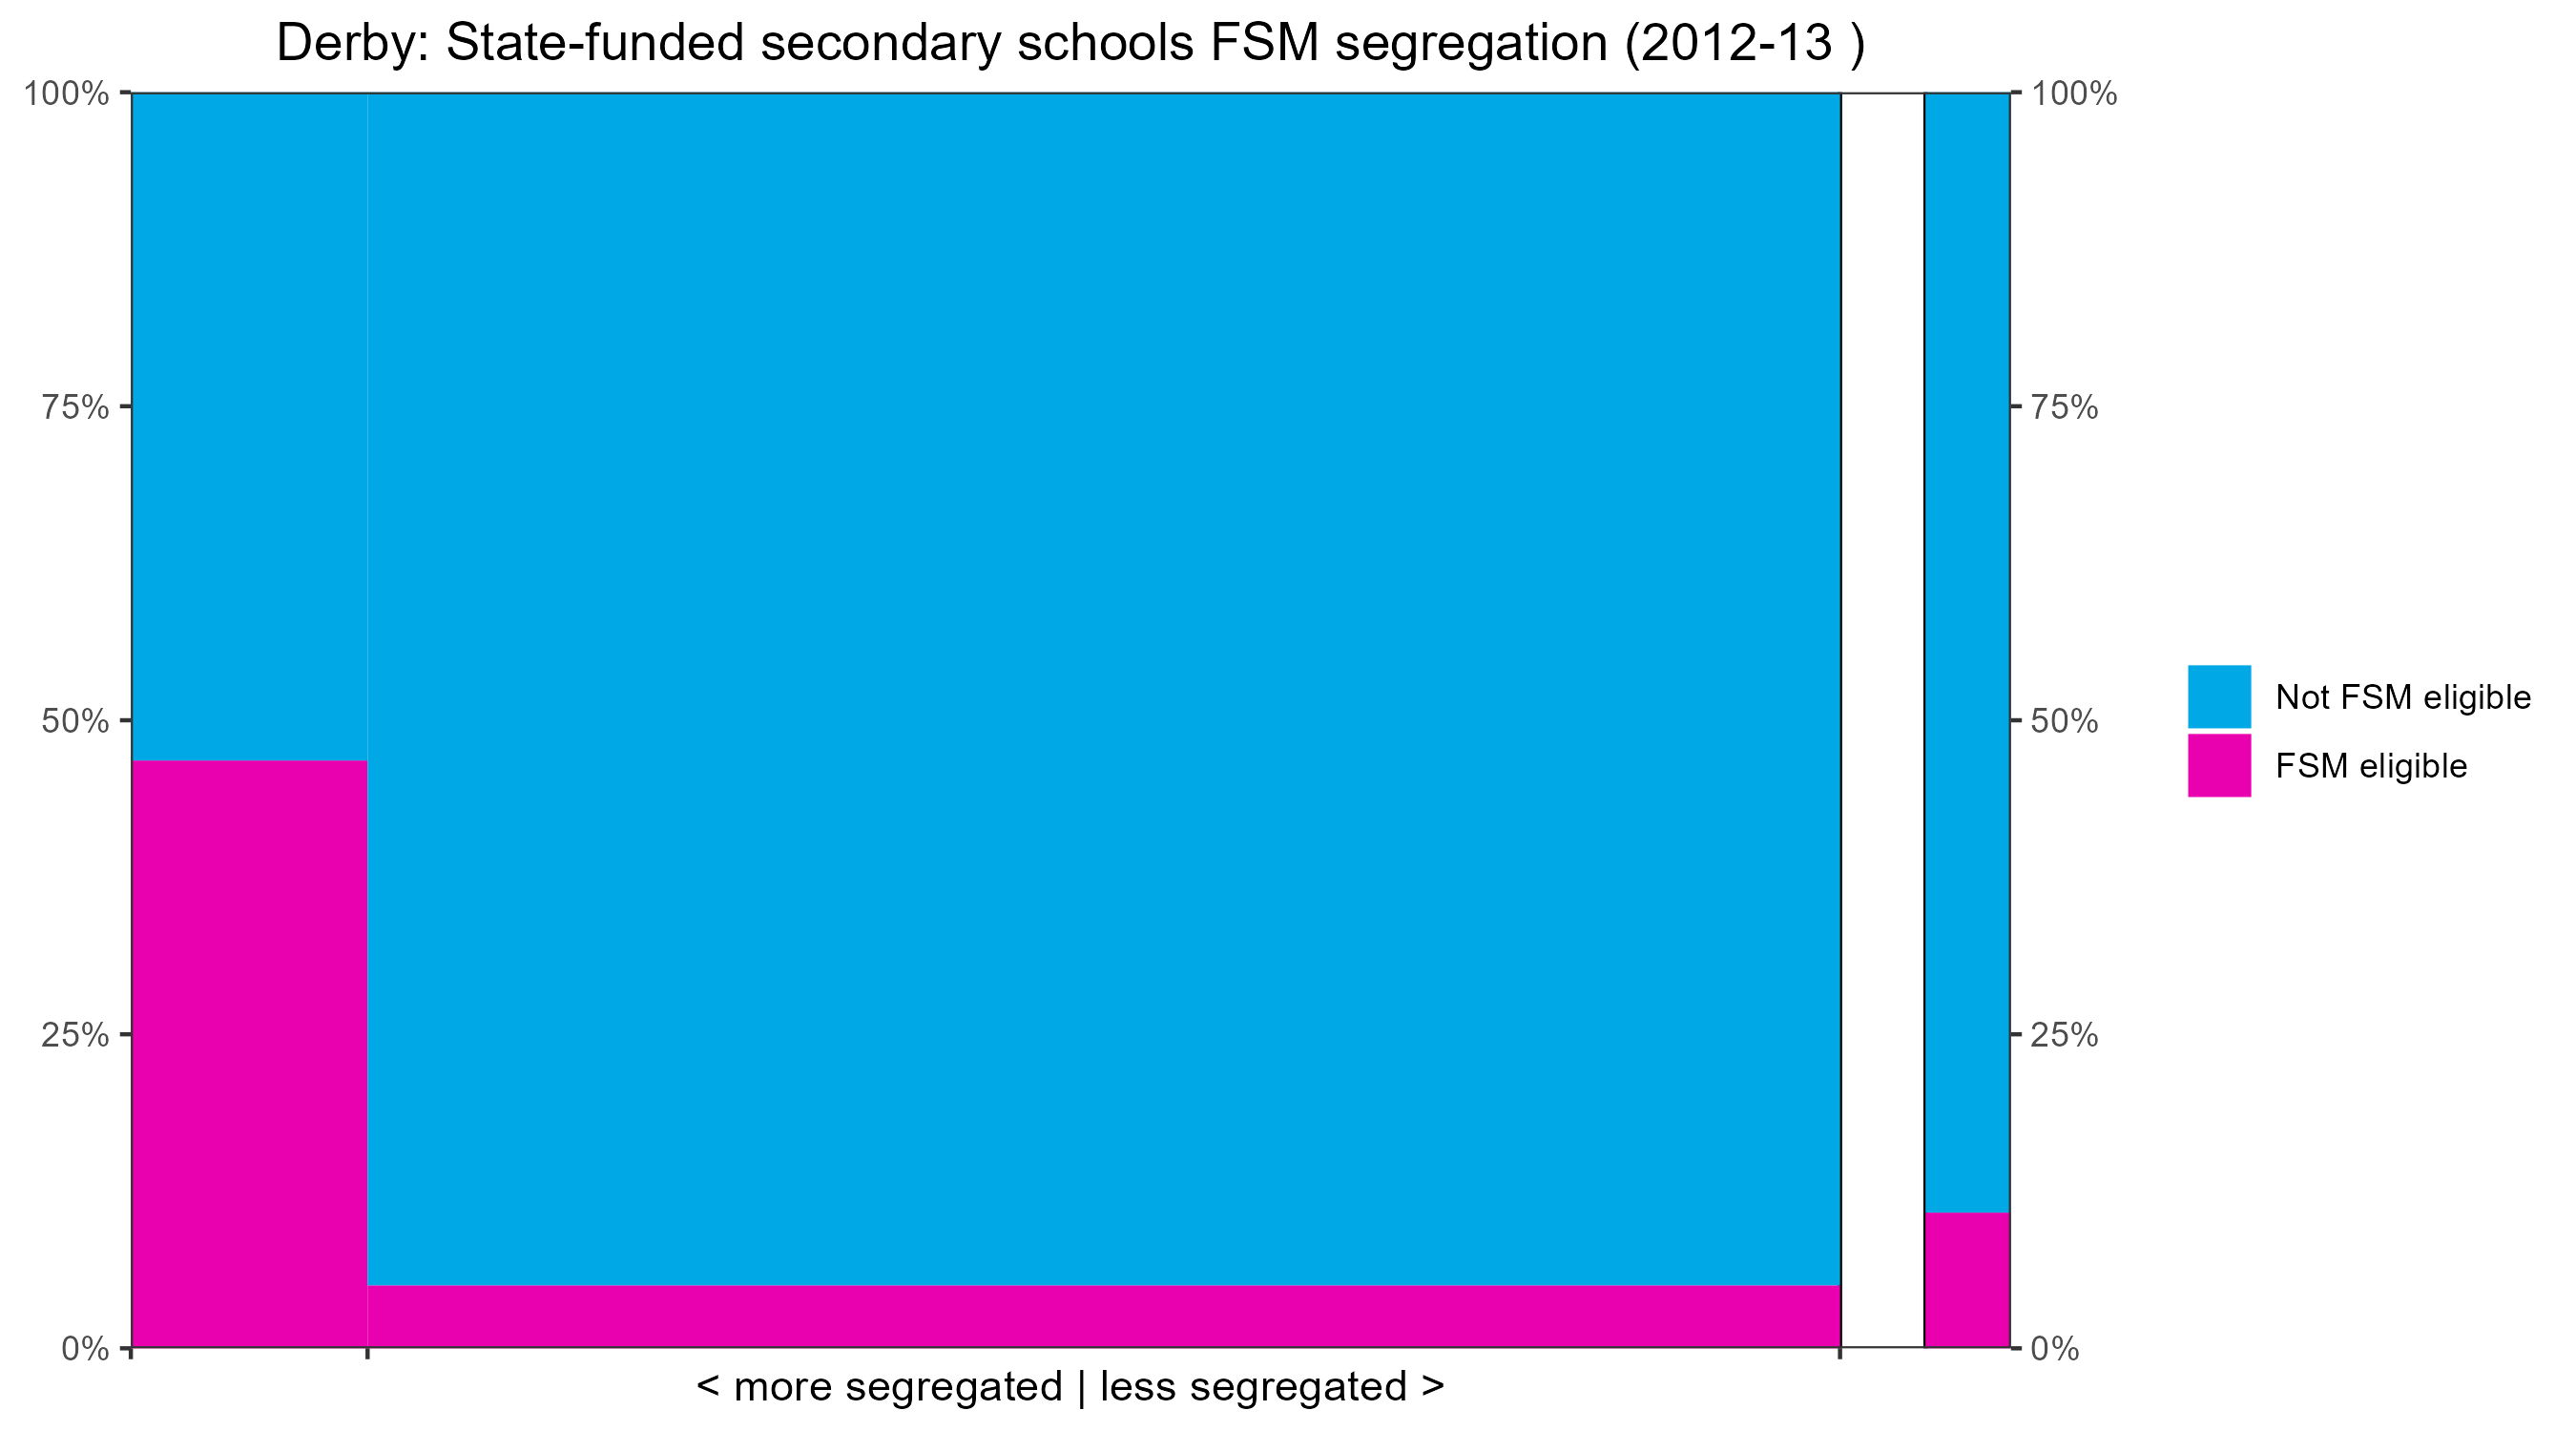 Derby: State-funded secondary schools FSM segregation (2012-13 )
100%
75%
50%
25%
0%
100%
75%
50%
25%
0%
Not FSM eligible
FSM eligible
< more segregated | less segregated >